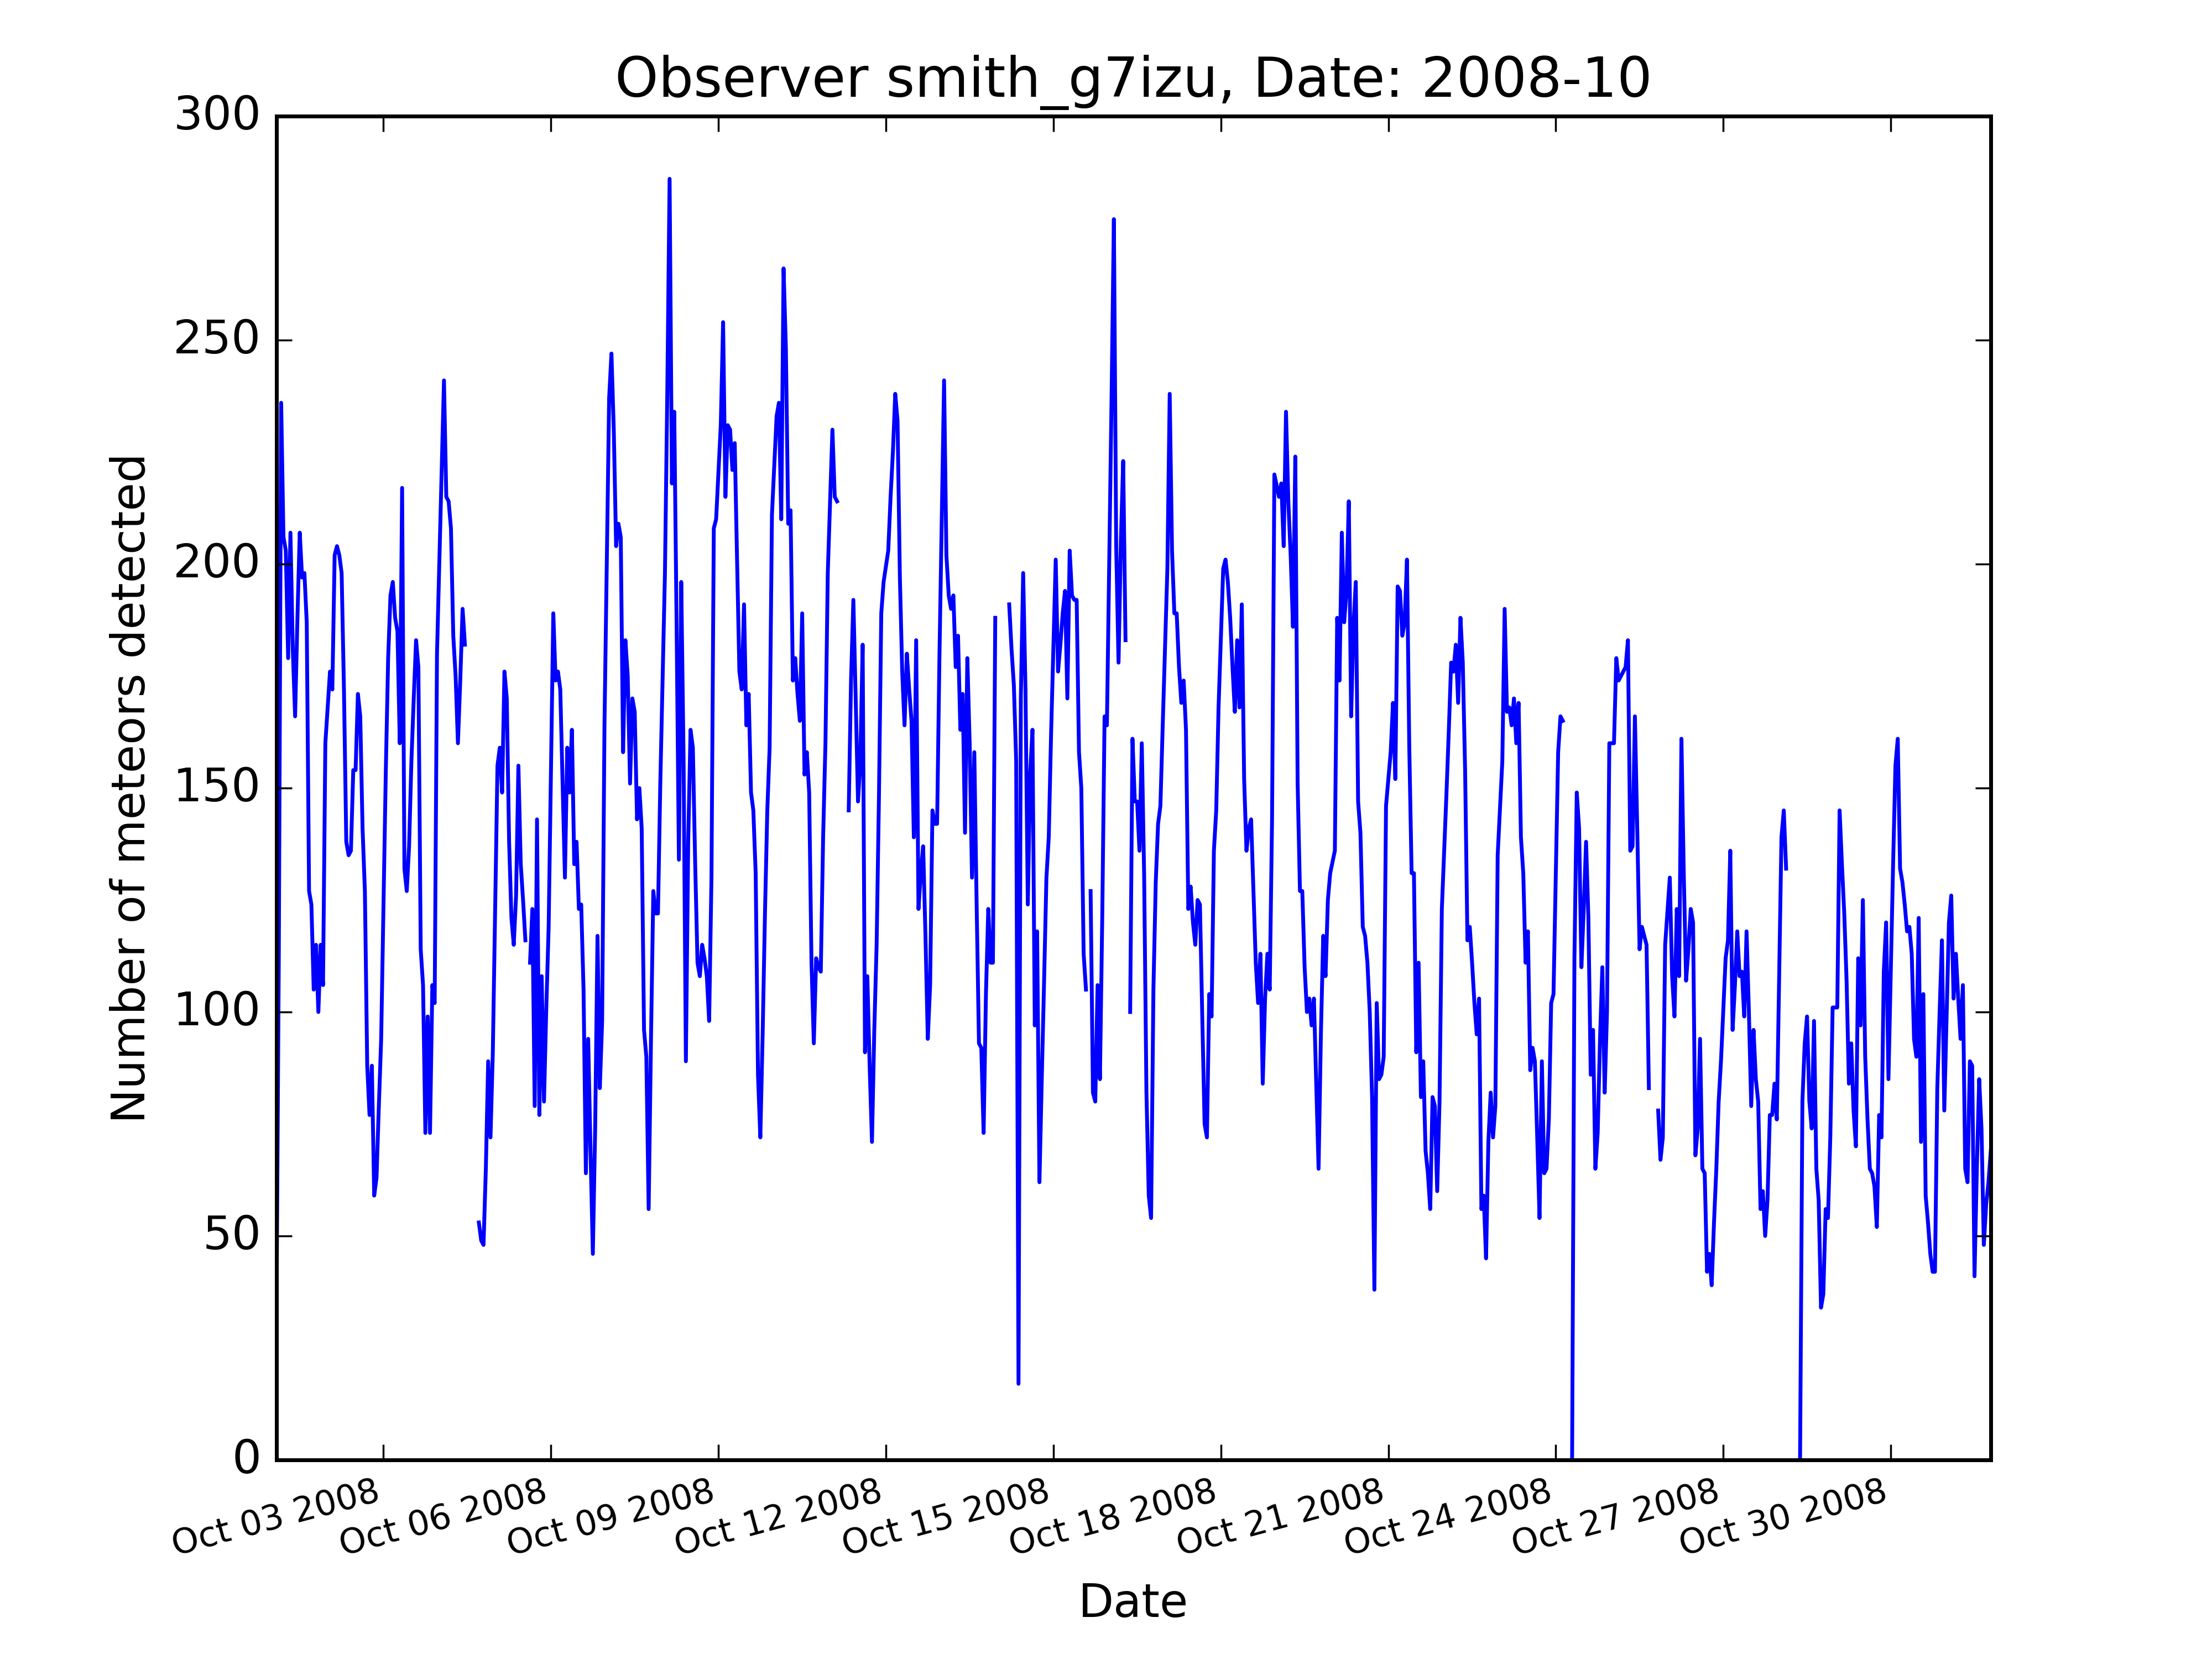 Observer smith_g7izu, Date: 2008-10
Number of meteors detected
300
250
200
150
100
50
0
Oct 03 2008
Oct 06 2008
Oct 09 2008
Oct 12 2008
Oct 15 2008
Oct 18 2008
Oct 21 2008
Oct 24 2008
Oct 27 2008
Oct 30 2008
Date